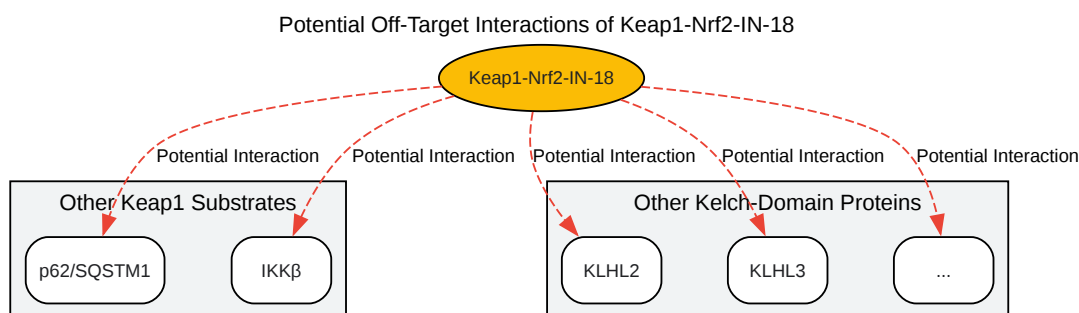 Potential Off-Target Interactions of Keap1-Nrf2-IN-18
Keap1-Nrf2-IN-18
Potential Interaction
Potential Interaction
Potential Interaction
Potential Interaction
Potential Interaction
Other Keap1 Substrates
Other Kelch-Domain Proteins
p62/SQSTM1
IKKβ
KLHL2
KLHL3
...